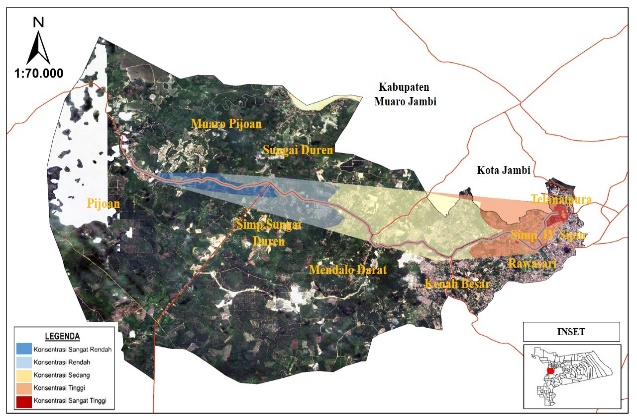 N
1:70.000
Kabupaten
Muaro Jambi
Muaro Pijoan
Sungai Duren
Kota Jambi
Telanaipura
Pijoan
Simp. Sungai
Duren
Simp. IV Sipin
Rawasari
Mendalo Darat
Kenali Besar
LEGENDA
Konsentrasi Sangat Rendah
Konsentrasi Rendah
Konsentrasi Sedang
Konsentrasi Tinggi
Konsentrasi Sangat Tinggi
INSET